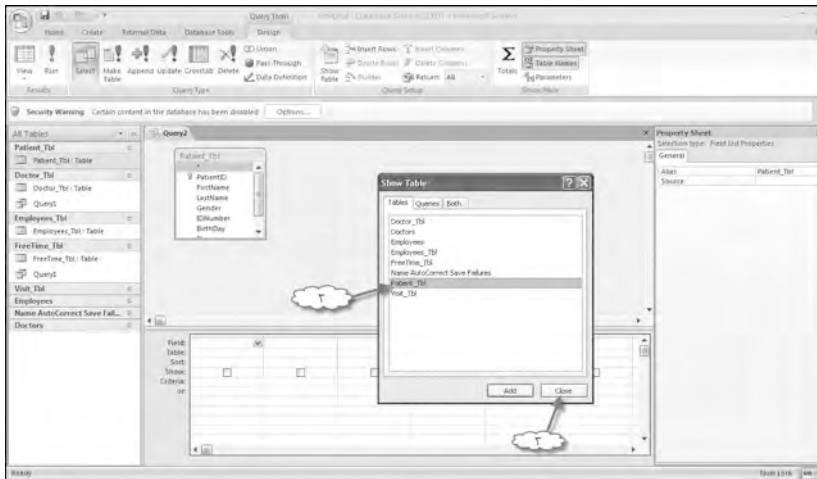 Query Tools
Home Create External Data Database Tools Design
View Run Select Make Table Append Update Crosstab Delete
Union
Pass-Through
Data Definition
Show Table
Insert Rows
Delete Rows
Builder
Insert Columns
Delete Columns
Return: All
Totals
Property Sheet
Table Names
Parameters
Results Query Type Query Setup Show/Hide
Security Warning Certain content in the database has been disabled Options...
All Tables
Patient_Tbl
Patient_Tbl : Table
Doctor_Tbl
Doctor_Tbl : Table
Query1
Employees_Tbl
Employees_Tbl : Table
FreeTime_Tbl
FreeTime_Tbl : Table
Query1
Visit_Tbl
Employees
Name AutoCorrect Save Fail...
Doctors
Query2
Patient_Tbl
*
PatientID
FirstName
LastName
Gender
IDNumber
BirthDay
Show Table
Tables Queries Both
Doctor_Tbl
Doctors
Employees
Employees_Tbl
FreeTime_Tbl
Name AutoCorrect Save Failures
Patient_Tbl
Visit_Tbl
Add Close
٢
٣
Field:
Table:
Sort:
Show:
Criteria:
or:
Property Sheet
Selection type: Field List Properties
General
Alias Patient_Tbl
Source
Ready
Num Lock